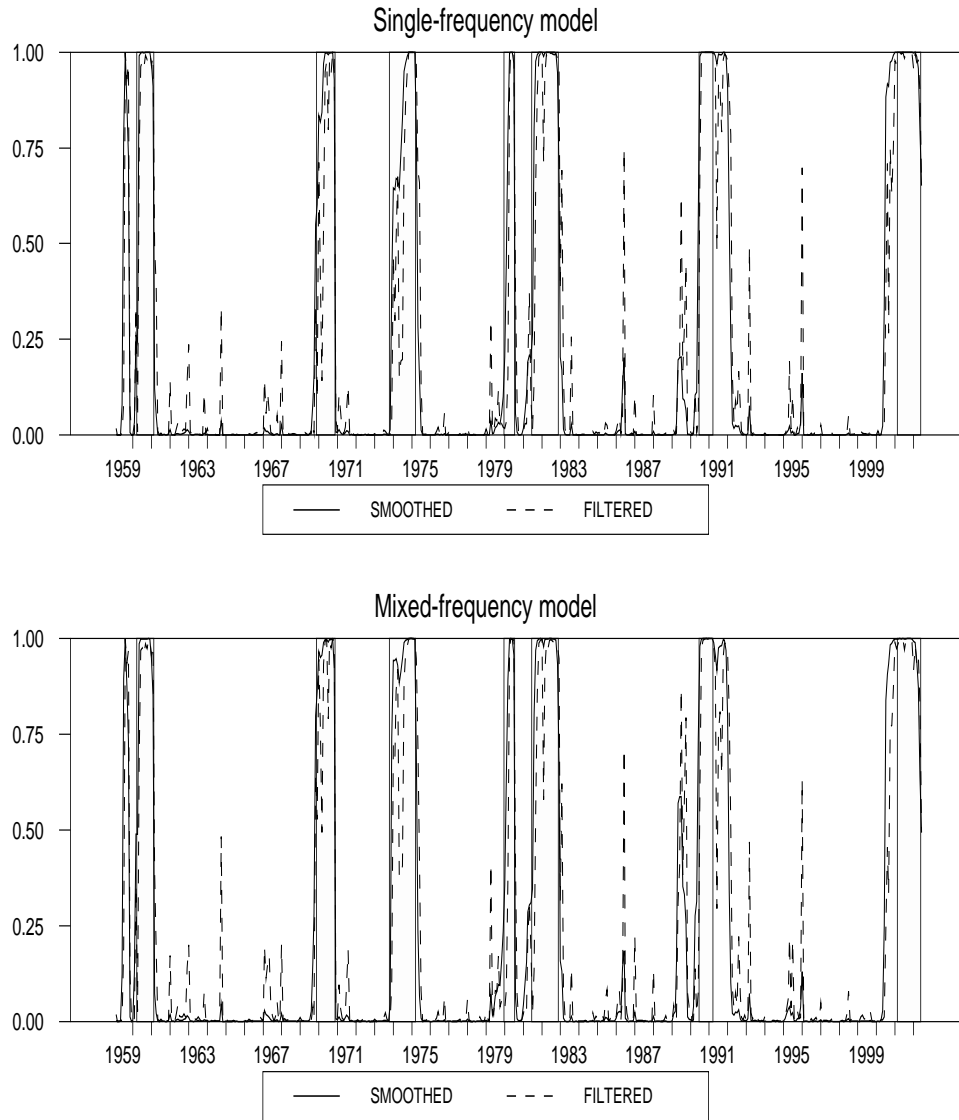 Single-frequency model
1.00
0.75
0.50
0.25
0.00
1959 1963 1967 1971 1975 1979 1983 1987 1991 1995 1999
SMOOTHED FILTERED
Mixed-frequency model
1.00
0.75
0.50
0.25
0.00
1959 1963 1967 1971 1975 1979 1983 1987 1991 1995 1999
SMOOTHED FILTERED